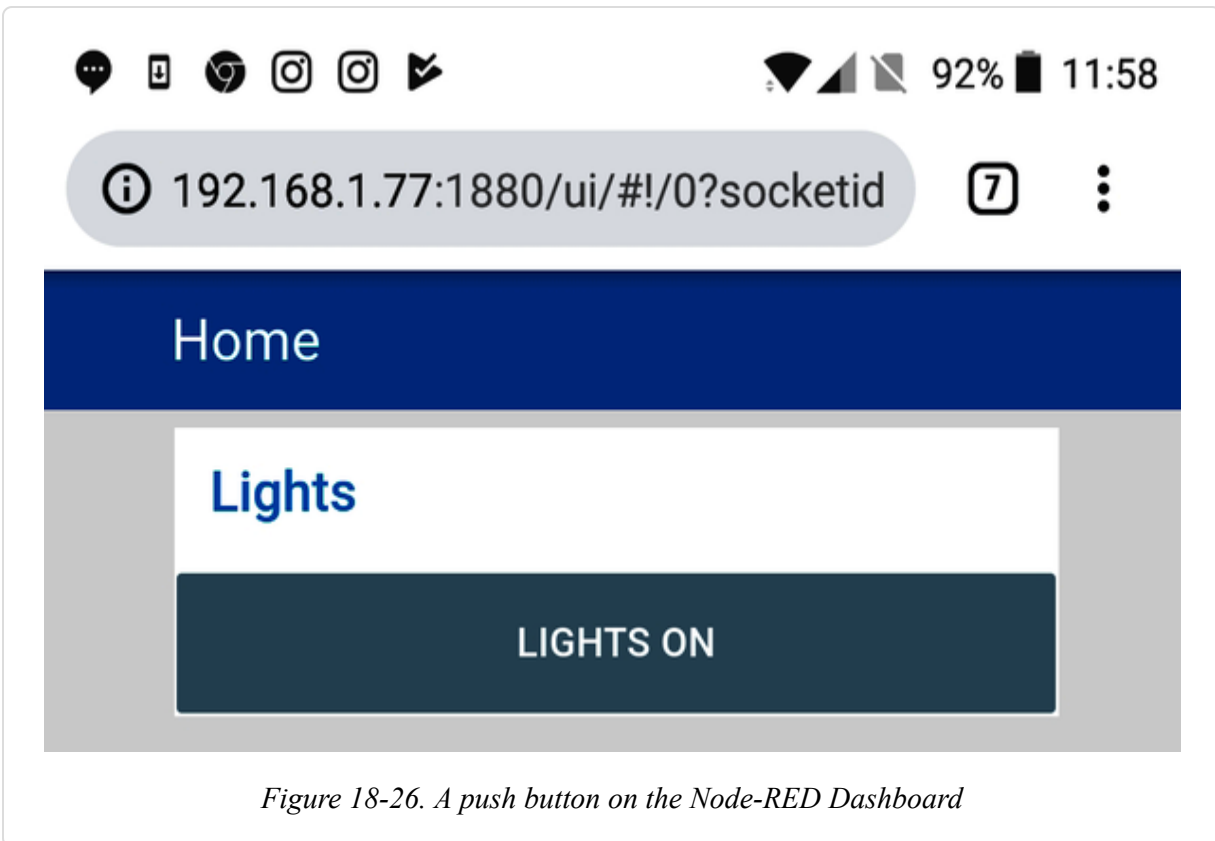 92% 11:58
192.168.1.77:1880/ui/#!/0?socketid
7
Home
Lights
LIGHTS ON
Figure 18-26. A push button on the Node-RED Dashboard